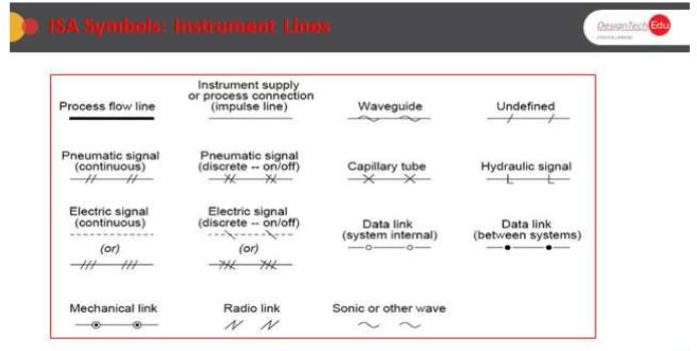 ISA Symbols: Instrument Lines
DesignTech Edu
Process flow line
Instrument supply
or process connection
(impulse line)
Waveguide
Undefined
Pneumatic signal
(continuous)
Pneumatic signal
(discrete -- on/off)
Capillary tube
Hydraulic signal
Electric signal
(continuous)
(or)
Electric signal
(discrete -- on/off)
(or)
Data link
(system internal)
Data link
(between systems)
Mechanical link
Radio link
Sonic or other wave